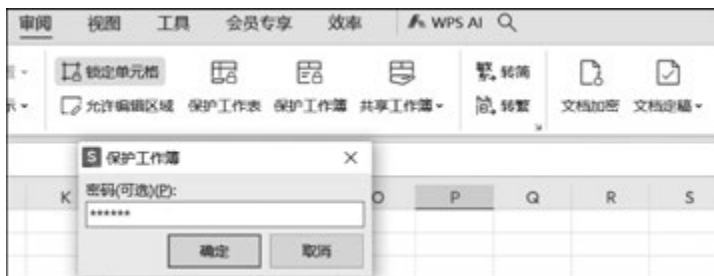 审阅 视图 工具 会员专享 效率 WPS AI
锁定单元格 繁 转简
允许编辑区域 保护工作表 保护工作簿 共享工作簿 简 转繁 文档加密 文档定稿
S 保护工作簿 ×
密码(可选)(P):
K O P Q R S
******
确定 取消